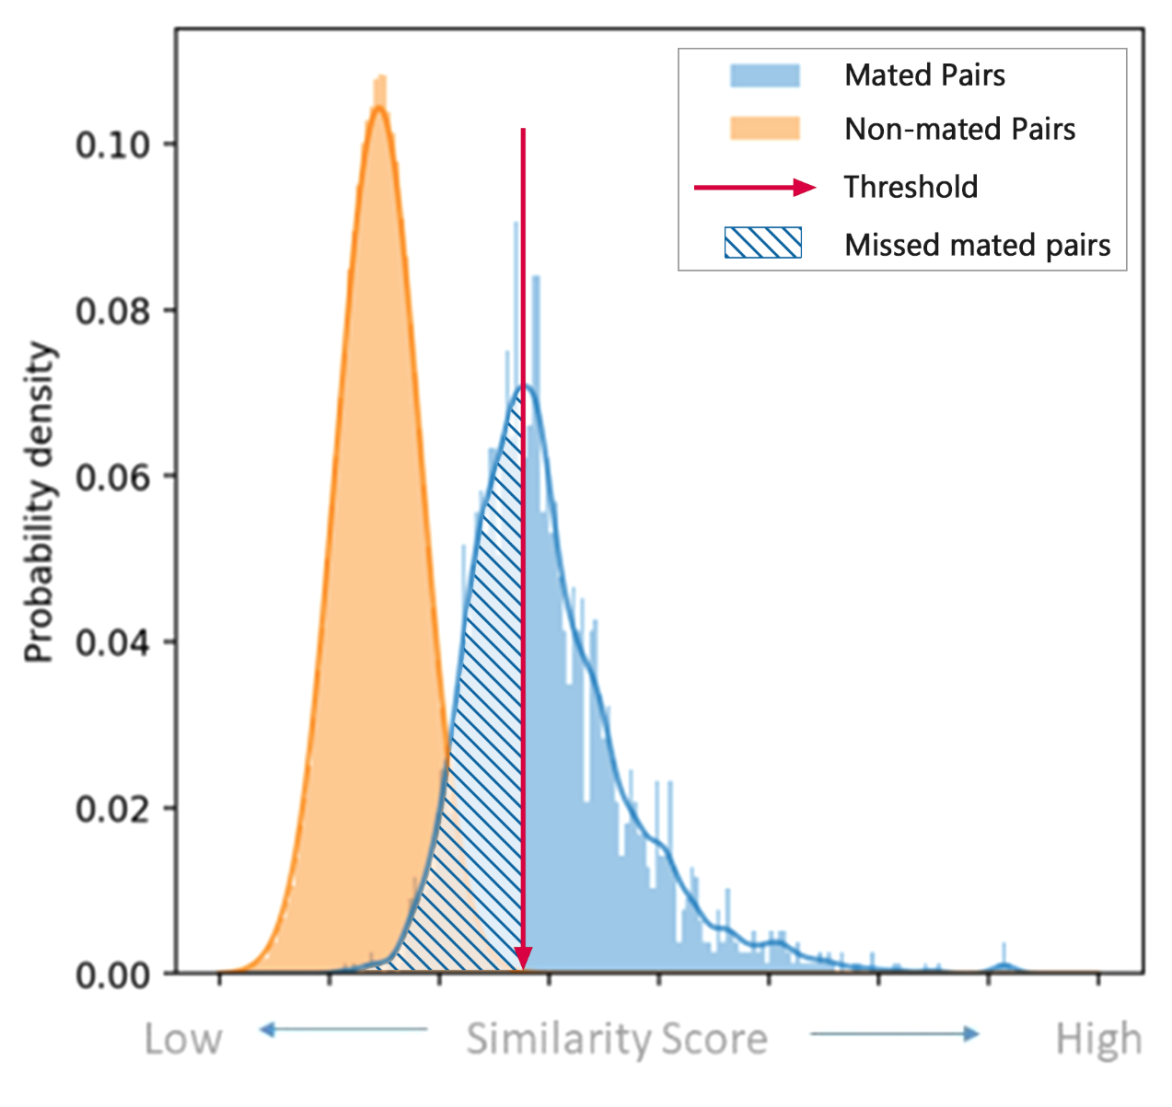 Mated Pairs
Non-mated Pairs
Threshold
Missed mated pairs
Probability density
0.10
0.08
0.06
0.04
0.02
0.00
Low Similarity Score High